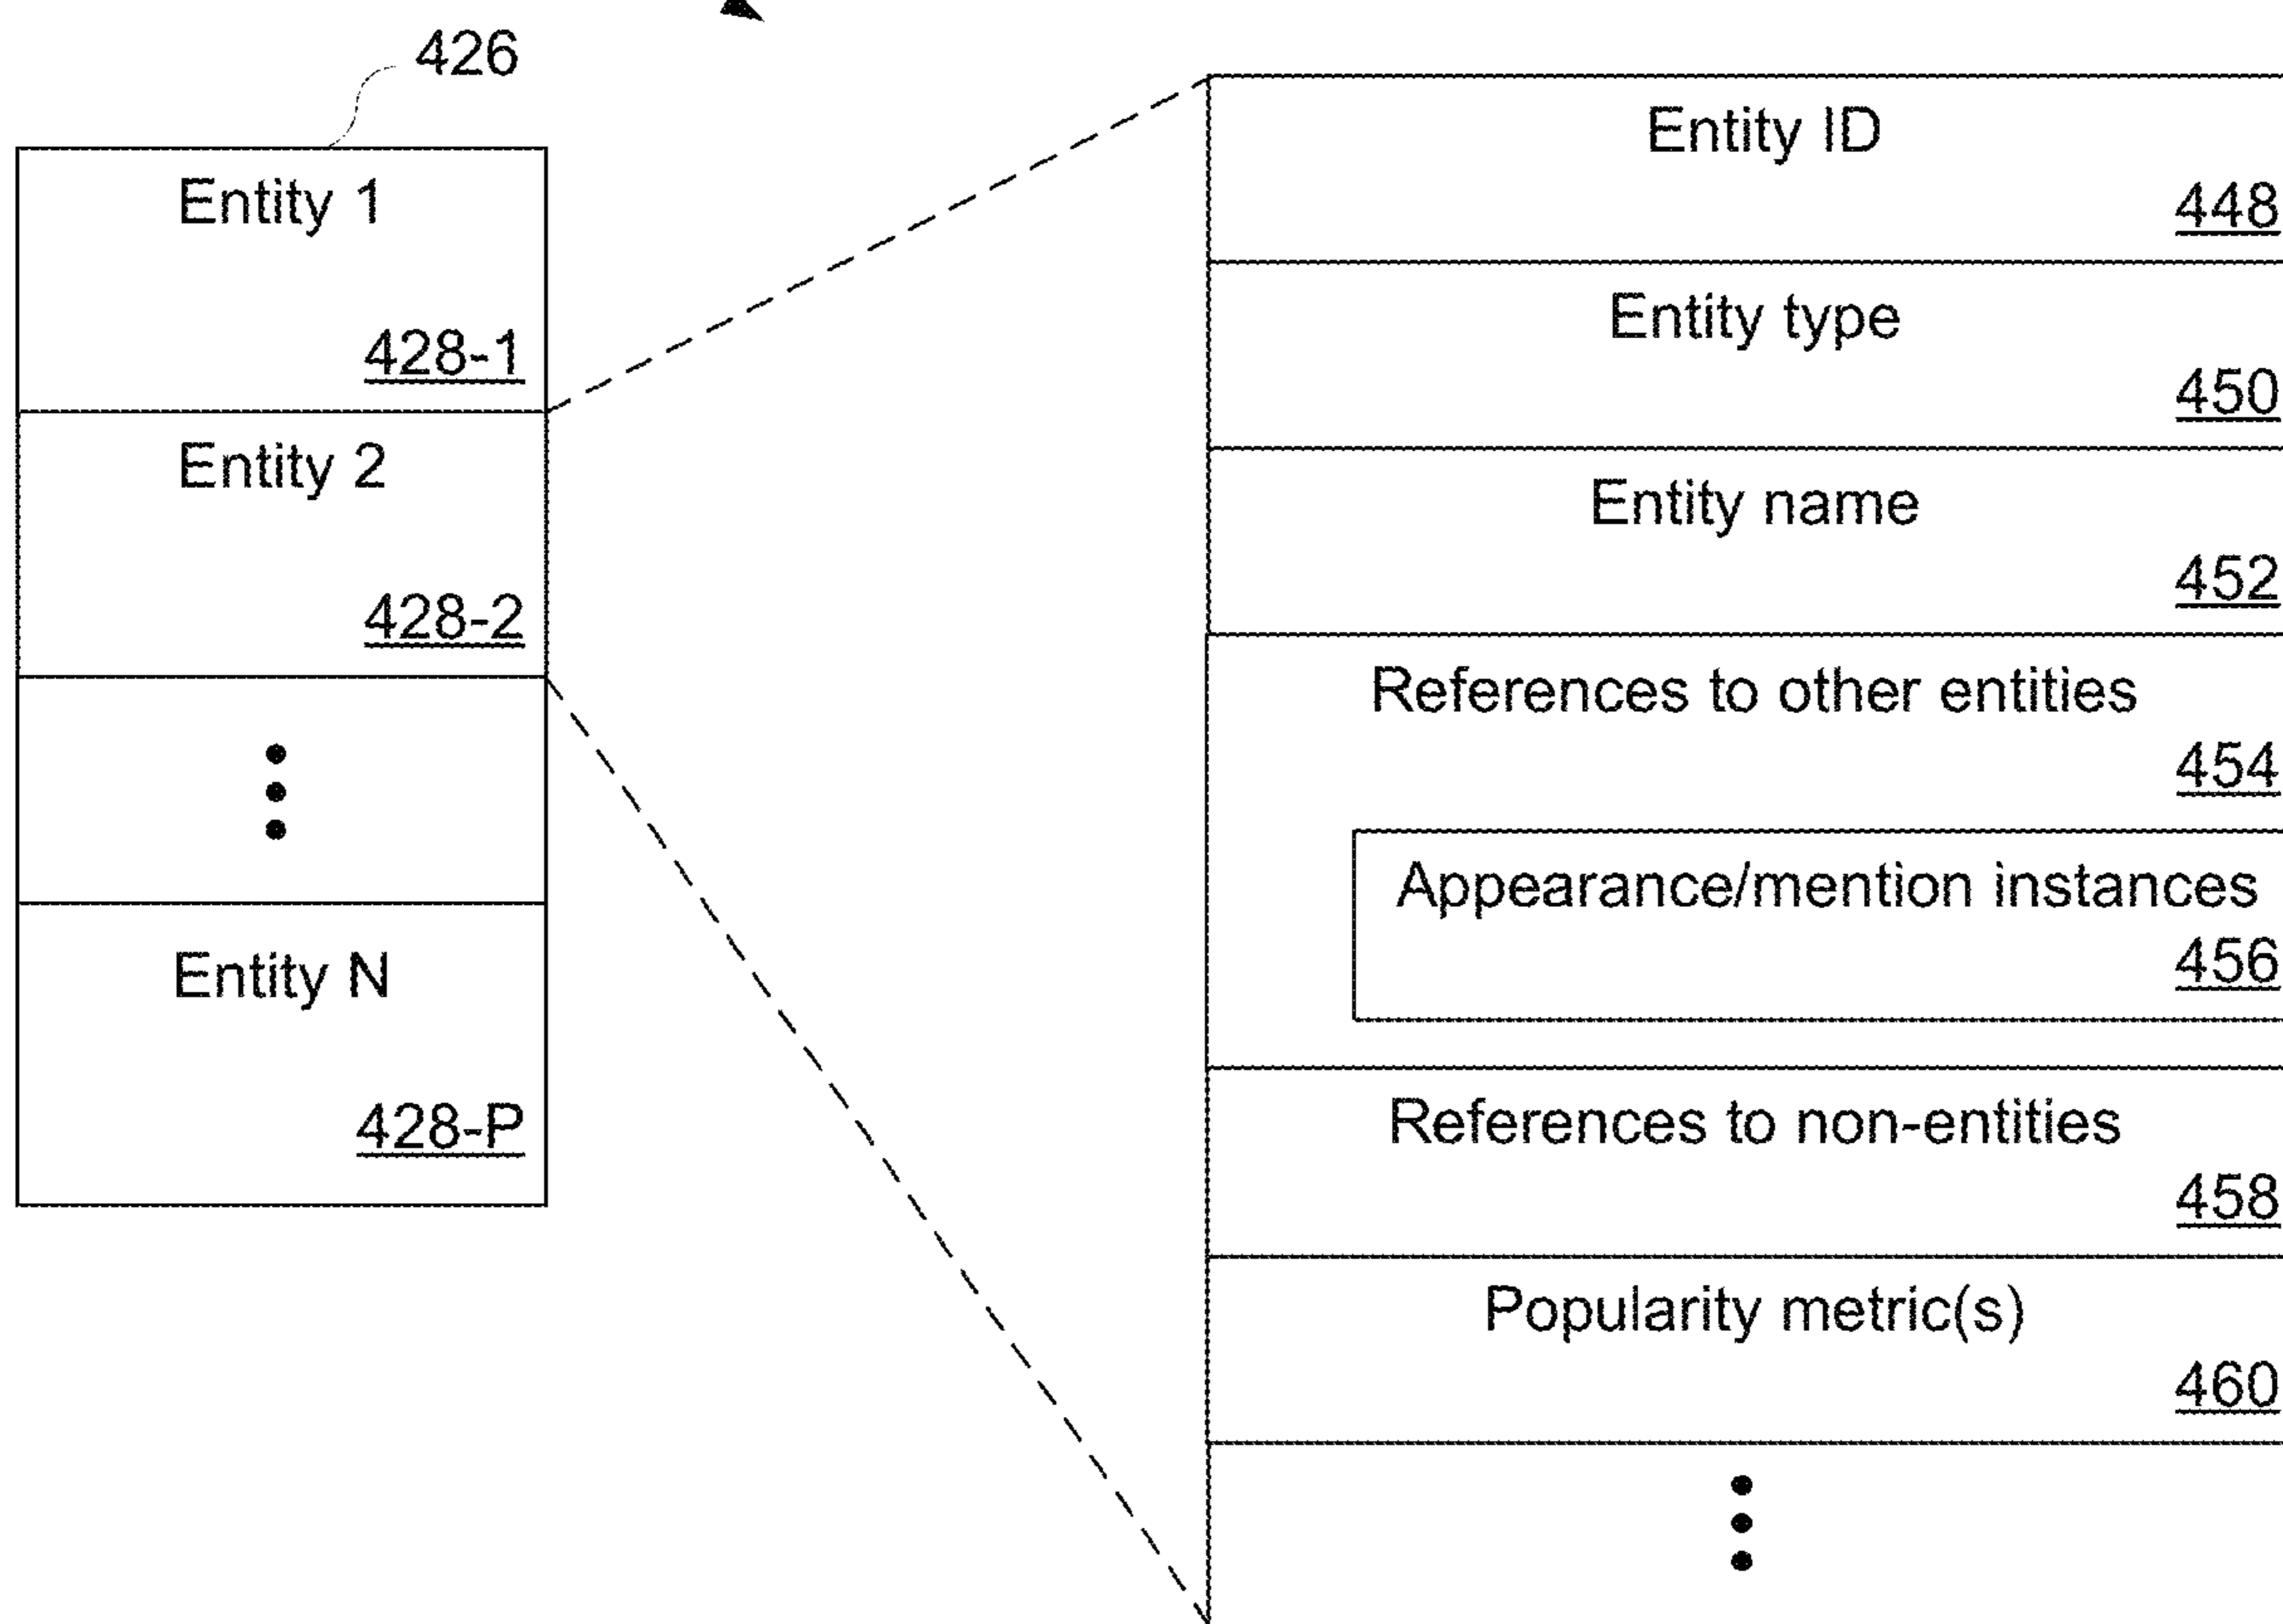 426
Entity 1
428-1
Entity 2
428-2
Entity N
428-P
Entity ID
448
Entity type
450
Entity name
452
References to other entities
454
Appearance/mention instances
456
References to non-entities
458
Popularity metric(s)
460